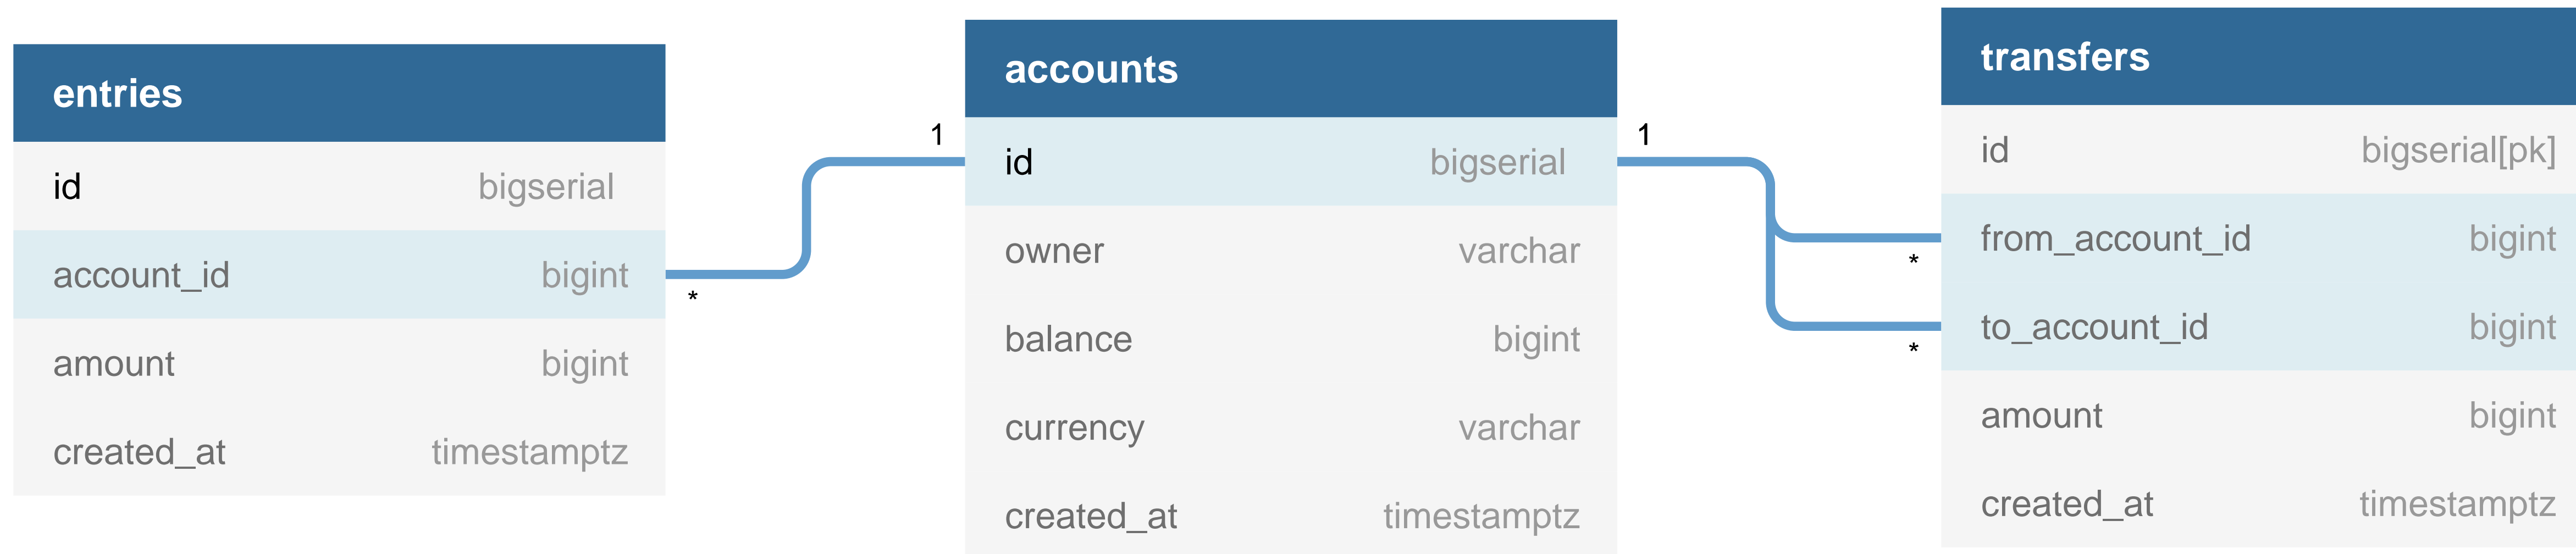 entries
id bigserial
account_id bigint
*
amount bigint
created_at timestamptz
1
accounts
id bigserial
1
owner varchar
balance bigint
currency varchar
created_at timestamptz
transfers
id bigserial[pk]
from_account_id bigint
*
to_account_id bigint
*
amount bigint
created_at timestamptz